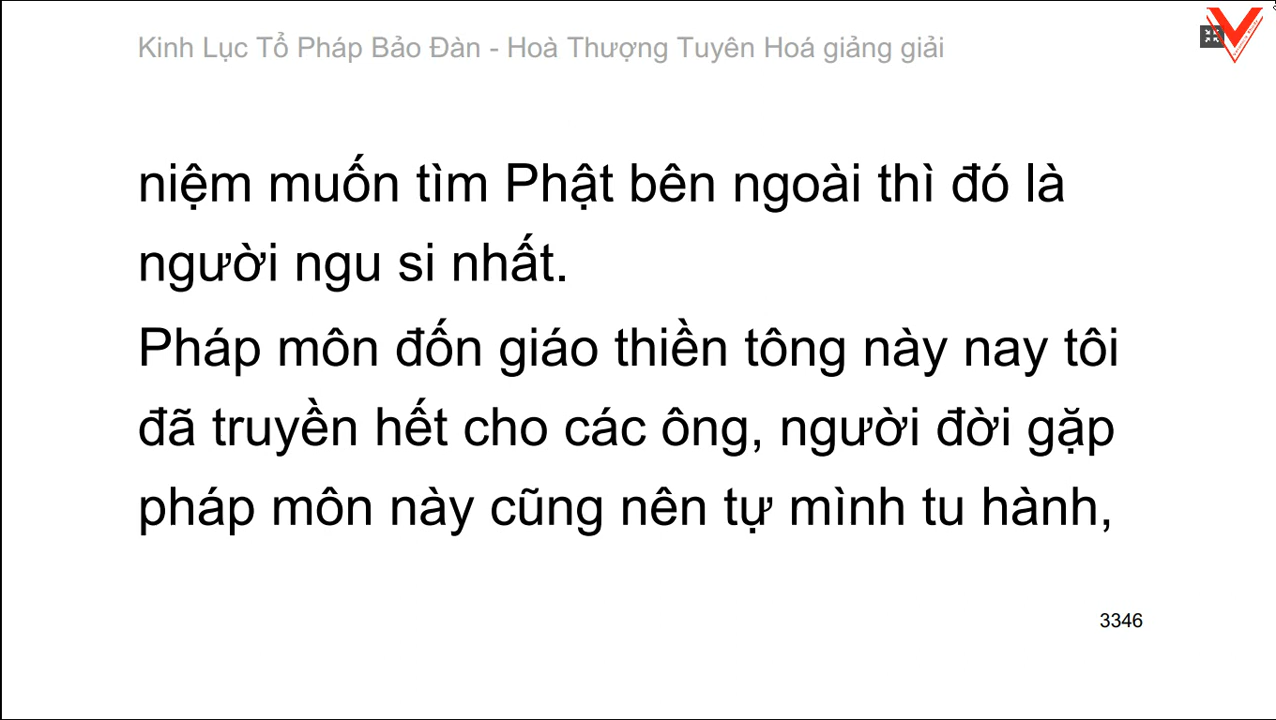 Kinh Lục Tổ Pháp Bảo Đàn - Hoà Thượng Tuyên Hoá giảng giải
niệm muốn tìm Phật bên ngoài thì đó là
người ngu si nhất.
Pháp môn đốn giáo thiền tông này nay tôi
đã truyền hết cho các ông, người đời gặp
pháp môn này cũng nên tự mình tu hành,
3346